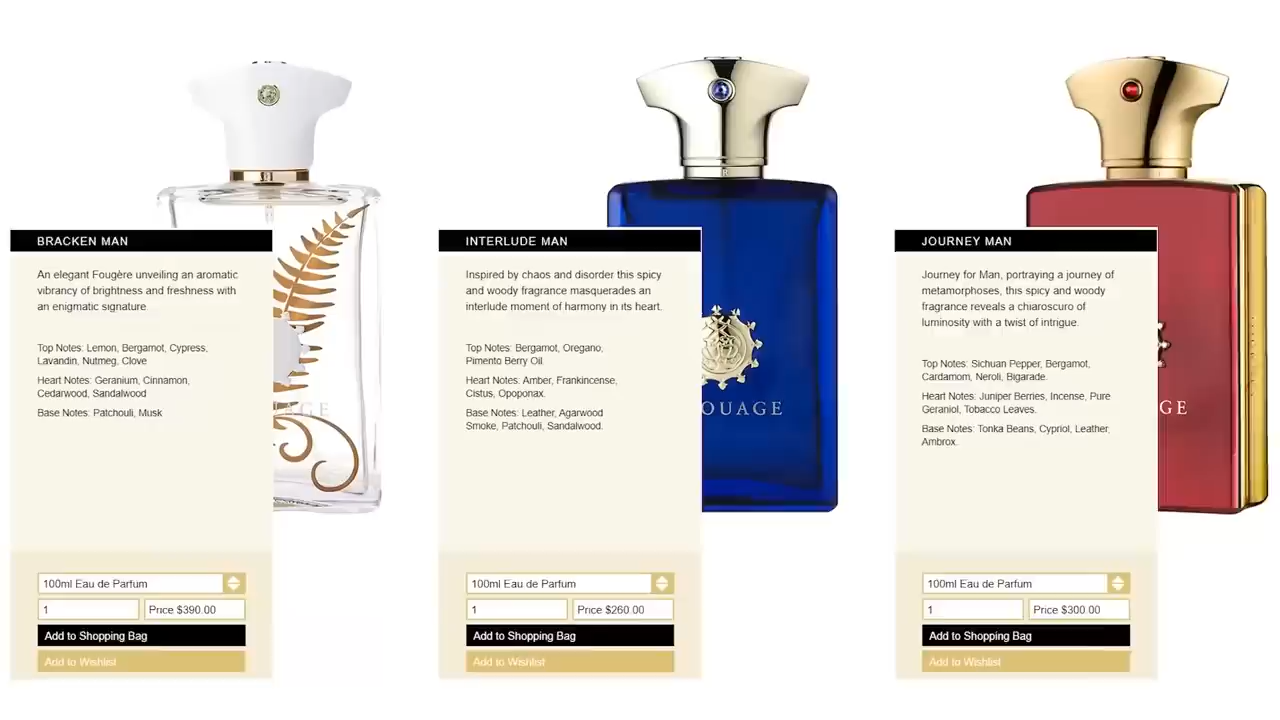 BRACKEN MAN
An elegant Fougère unveiling an aromatic
vibrancy of brightness and freshness with
an enigmatic signature.
Top Notes: Lemon, Bergamot, Cypress,
Lavandin, Nutmeg, Clove
Heart Notes: Geranium, Cinnamon,
Cedarwood, Sandalwood
Base Notes: Patchouli, Musk
100ml Eau de Parfum
1
Price $390.00
Add to Shopping Bag
Add to Wishlist
UAGE
INTERLUDE MAN
Inspired by chaos and disorder this spicy
and woody fragrance masquerades an
interlude moment of harmony in its heart.
Top Notes: Bergamot, Oregano,
Pimento Berry Oil.
Heart Notes: Amber, Frankincense,
Cistus, Opoponax.
Base Notes: Leather, Agarwood
Smoke, Patchouli, Sandalwood.
100ml Eau de Parfum
1
Price $260.00
Add to Shopping Bag
Add to Wishlist
OUAGE
JOURNEY MAN
Journey for Man, portraying a journey of
metamorphoses, this spicy and woody
fragrance reveals a chiaroscuro of
luminosity with a twist of intrigue.
Top Notes: Sichuan Pepper, Bergamot,
Cardamom, Neroli, Bigarade.
Heart Notes: Juniper Berries, Incense, Pure
Geraniol, Tobacco Leaves.
Base Notes: Tonka Beans, Cypriol, Leather,
Ambrox.
100ml Eau de Parfum
1
Price $300.00
Add to Shopping Bag
Add to Wishlist
GE